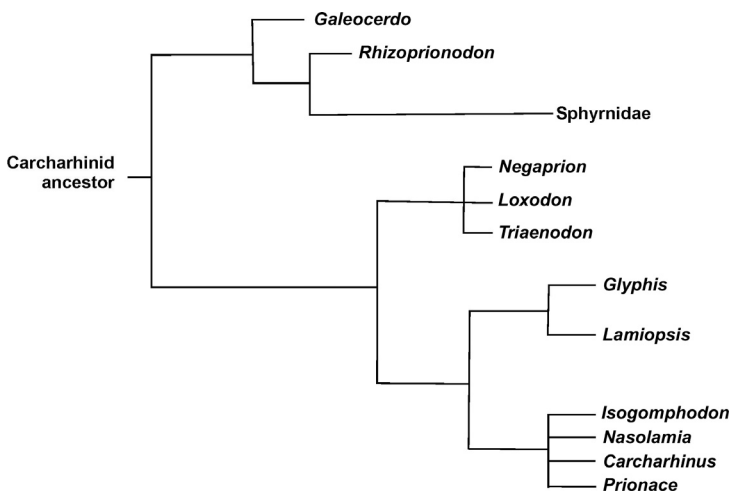 Galeocerdo
Rhizoprionodon
Sphyrnidae
Carcharhinid
ancestor
Negaprion
Loxodon
Triaenodon
Glyphis
Lamiopsis
Isogomphodon
Nasolamia
Carcharhinus
Prionace